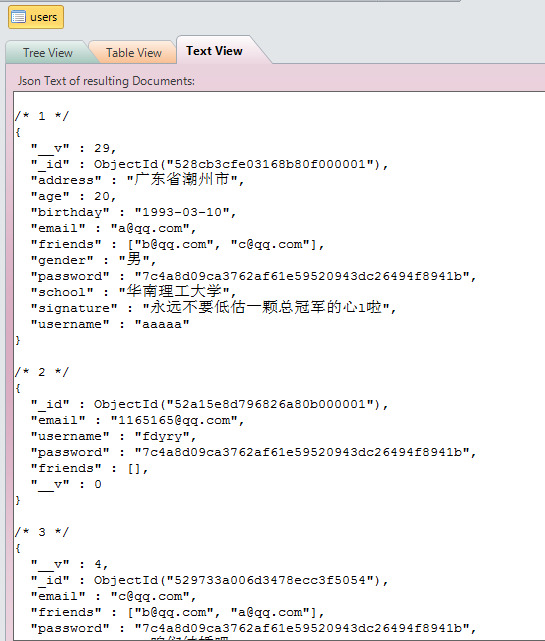 users
Tree View Table View Text View
Json Text of resulting Documents:
/* 1 */
{
"__v" : 29,
"_id" : ObjectId("528cb3cfe03168b80f000001"),
"address" : "广东省潮州市",
"age" : 20,
"birthday" : "1993-03-10",
"email" : "a@qq.com",
"friends" : ["b@qq.com", "c@qq.com"],
"gender" : "男",
"password" : "7c4a8d09ca3762af61e59520943dc26494f8941b",
"school" : "华南理工大学",
"signature" : "永远不要低估一颗总冠军的心1啦",
"username" : "aaaaa"
}
/* 2 */
{
"_id" : ObjectId("52a15e8d796826a80b000001"),
"email" : "1165165@qq.com",
"username" : "fdyry",
"password" : "7c4a8d09ca3762af61e59520943dc26494f8941b",
"friends" : [],
"__v" : 0
}
/* 3 */
{
"__v" : 4,
"_id" : ObjectId("529733a006d3478ecc3f5054"),
"email" : "c@qq.com",
"friends" : ["b@qq.com", "a@qq.com"],
"password" : "7c4a8d09ca3762af61e59520943dc26494f8941b",